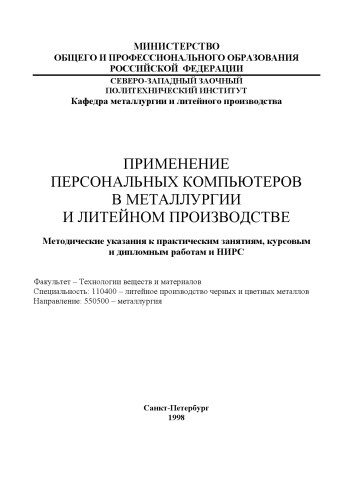 МИНИСТЕРСТВО
ОБЩЕГО И ПРОФЕССИОНАЛЬНОГО ОБРАЗОВАНИЯ
РОССИЙСКОЙ ФЕДЕРАЦИИ
СЕВЕРО-ЗАПАДНЫЙ ЗАОЧНЫЙ
ПОЛИТЕХНИЧЕСКИЙ ИНСТИТУТ
Кафедра металлургии и литейного производства
ПРИМЕНЕНИЕ
ПЕРСОНАЛЬНЫХ КОМПЬЮТЕРОВ
В МЕТАЛЛУРГИИ
И ЛИТЕЙНОМ ПРОИЗВОДСТВЕ
Методические указания к практическим занятиям, курсовым
и дипломным работам и НИРС
Факультет – Технологии веществ и материалов
Специальность: 110400 – литейное производство черных и цветных металлов
Направление: 550500 – металлургия
Санкт-Петербург
1998